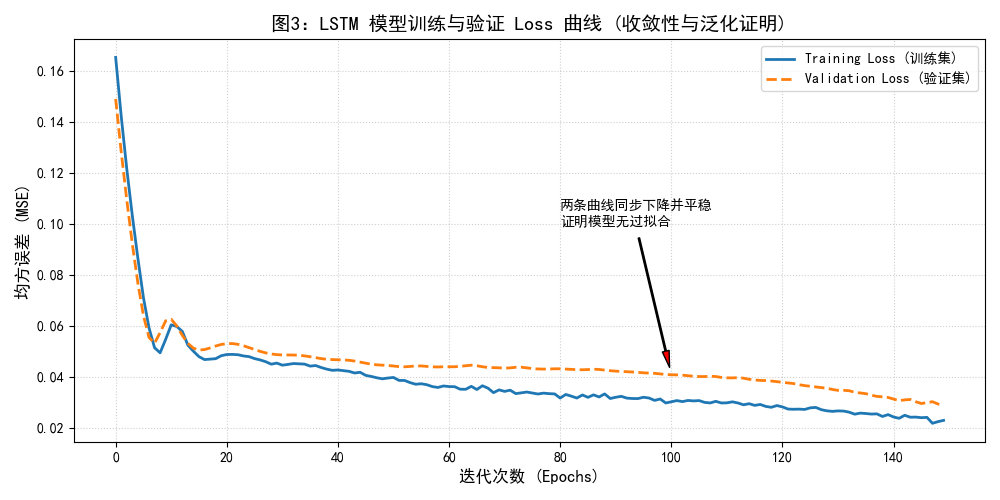 图3：LSTM 模型训练与验证 Loss 曲线 (收敛性与泛化证明)
Training Loss (训练集)
Validation Loss (验证集)
两条曲线同步下降并平稳
证明模型无过拟合
均方误差 (MSE)
0.16
0.14
0.12
0.10
0.08
0.06
0.04
0.02
0
20
40
60
80
100
120
140
迭代次数 (Epochs)